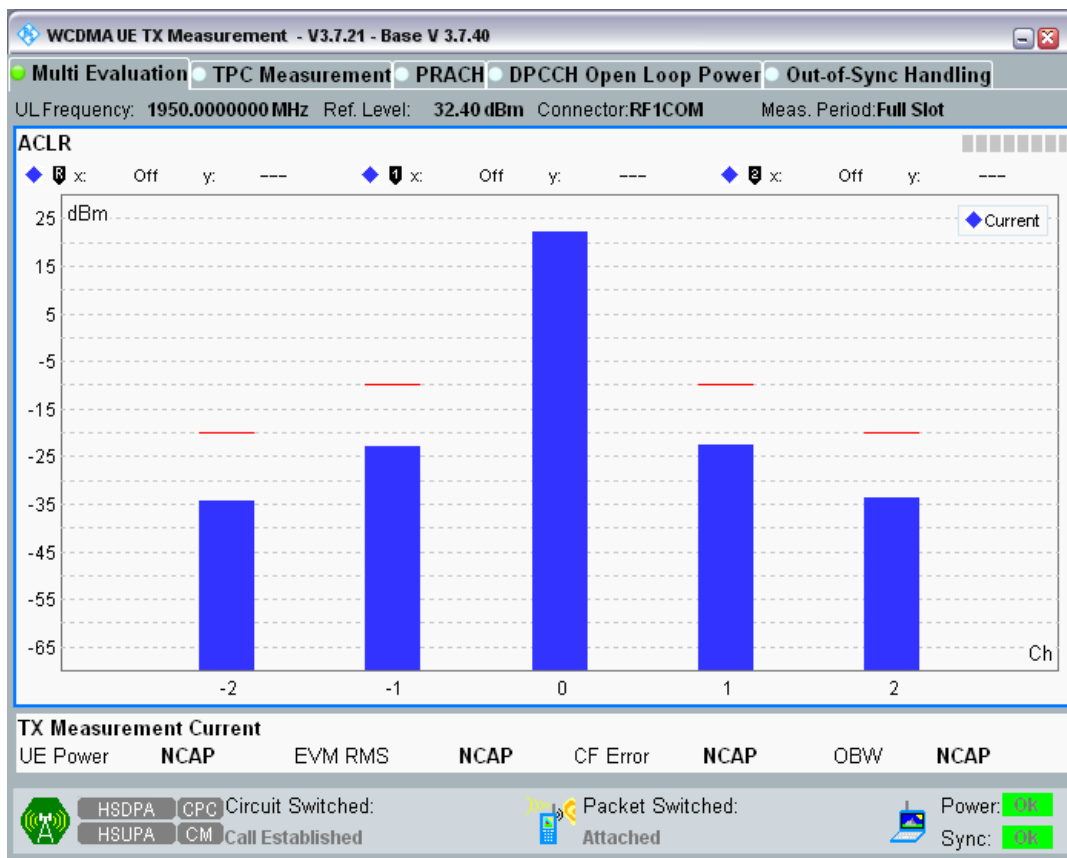 WCDMA UE TX Measurement - V3.7.21 - Base V 3.7.40
Multi Evaluation TPC Measurement PRACH DPCCH Open Loop Power Out-of-Sync Handling
UL Frequency: 1950.0000000 MHz Ref. Level: 32.40 dBm Connector:RF1COM Meas. Period:Full Slot
ACLR
R x: Off y: --- 1 x: Off y: --- 2 x: Off y: ---
dBm
Current
25
15
5
-5
-15
-25
-35
-45
-55
-65
Ch
-2 -1 0 1 2
TX Measurement Current
UE Power NCAP EVM RMS NCAP CF Error NCAP OBW NCAP
HSDPA CPC Circuit Switched: Packet Switched: Power: Ok
HSUPA CM Call Established Attached Sync: Ok